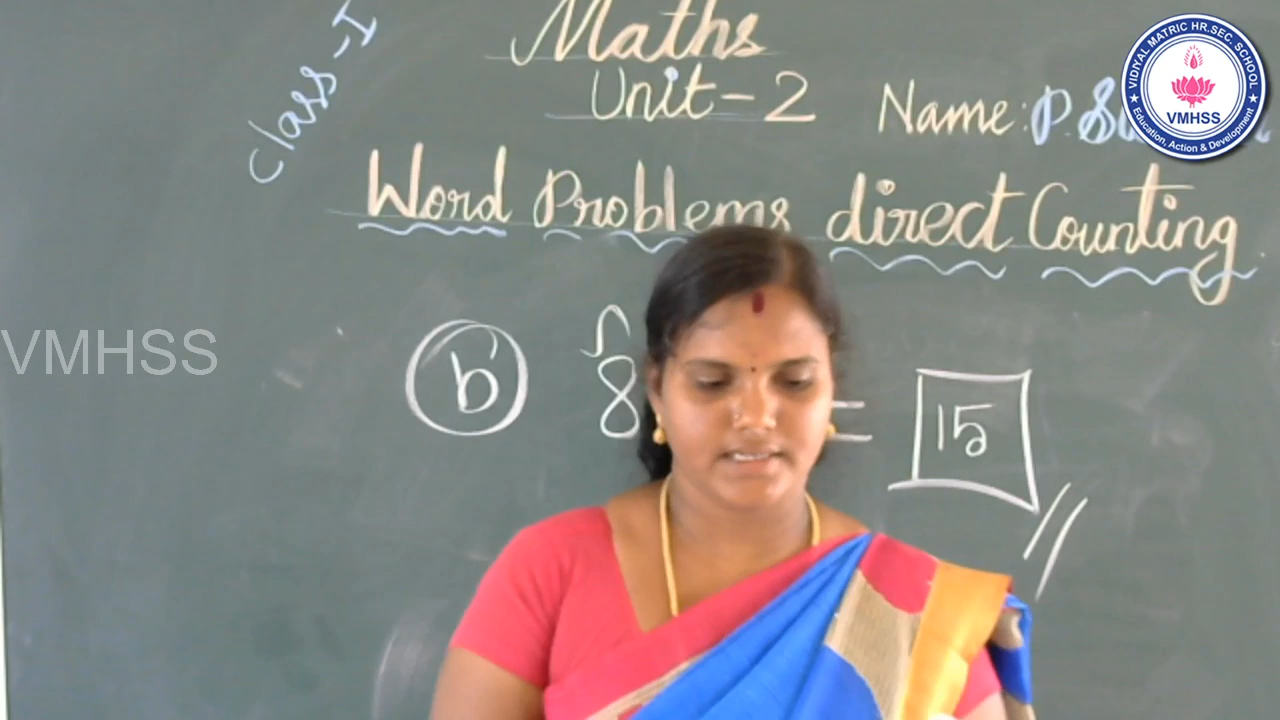 Class - I
Maths
Unit - 2
Name: P.
Word Problems direct Counting
b 8 = 15
VMHSS
VIDIYAL MATRIC HR.SEC. SCHOOL
VMHSS
Education, Action & Development